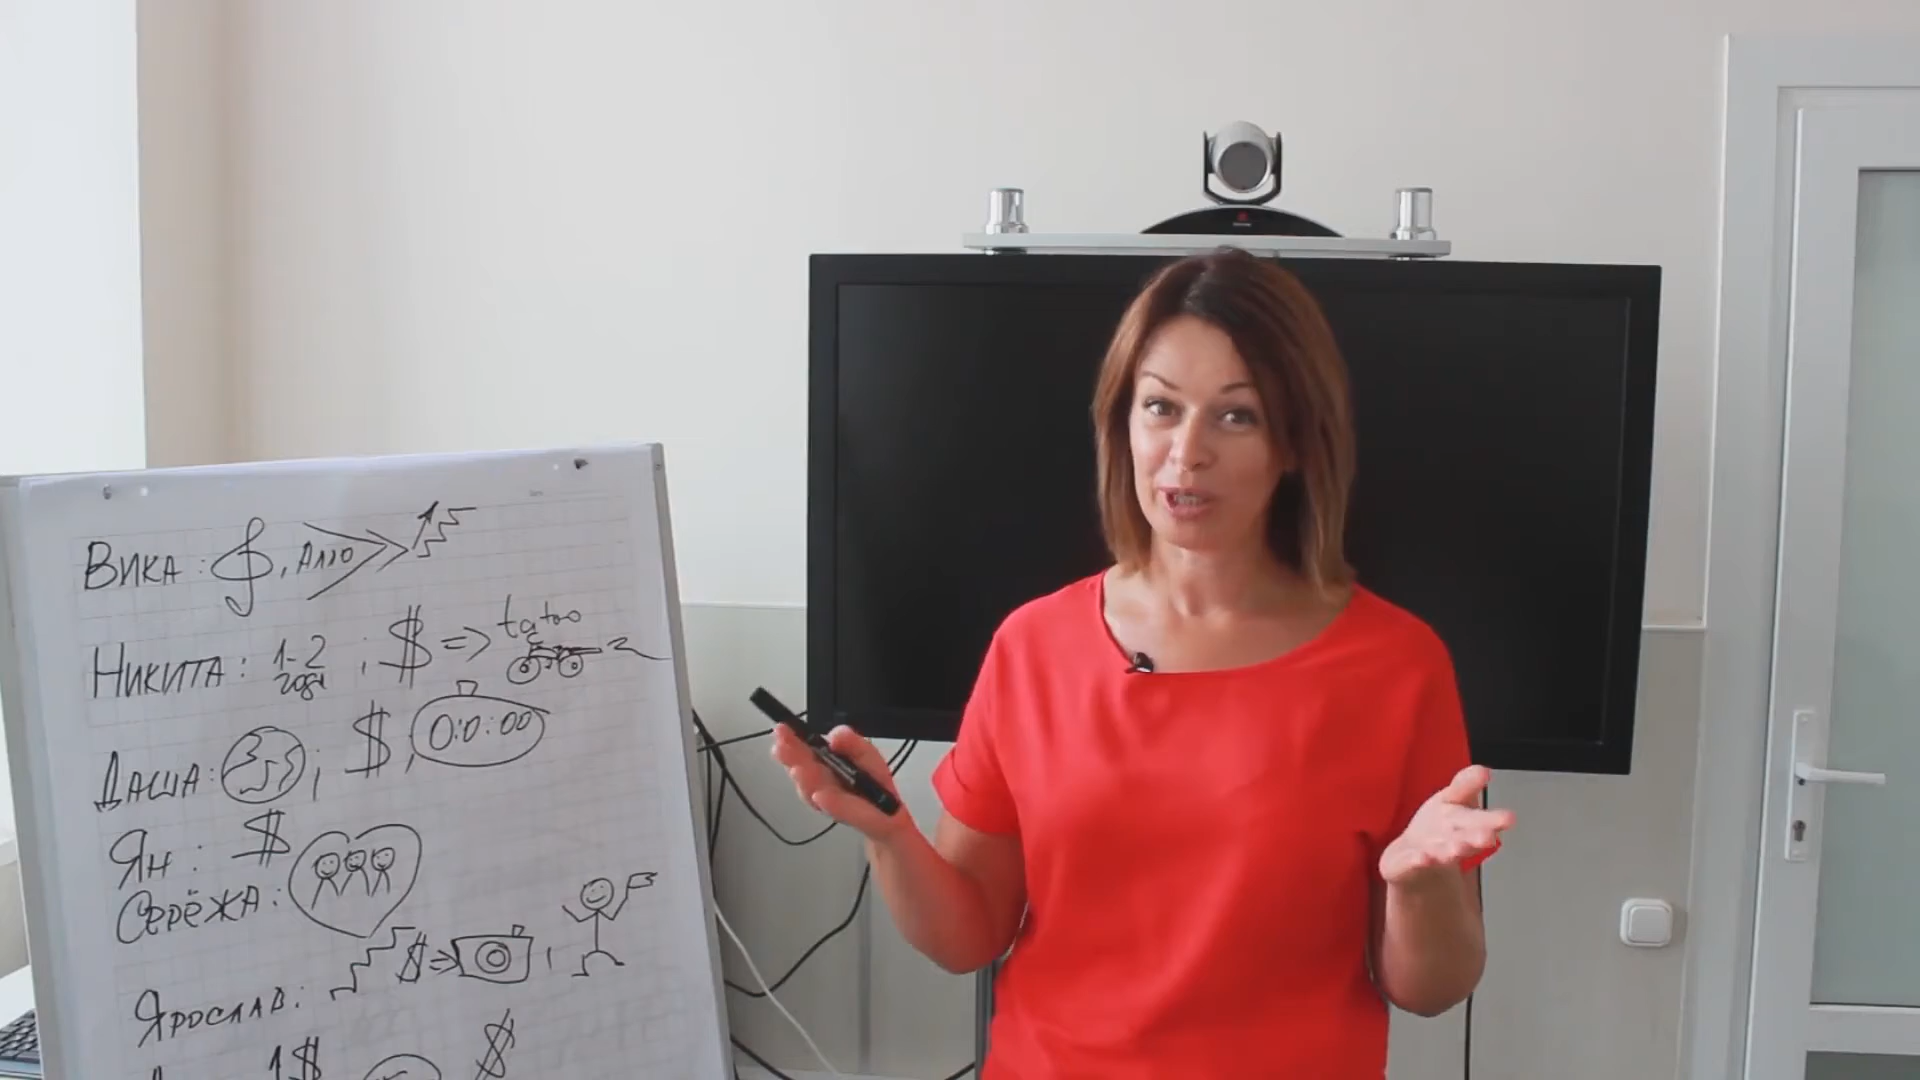 Вика: , Алло
Никита: 1-2 года ; $ => tatoo
Даша: ; $, 0:0:00
Ян: $
Серёжа:
Ярослав: $ =>
1$ $